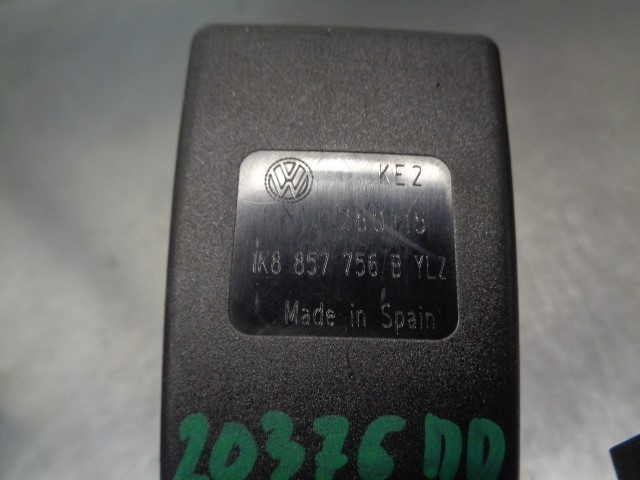 KE2
1K8 857 756 B YLZ
Made in Spain
20376 DD